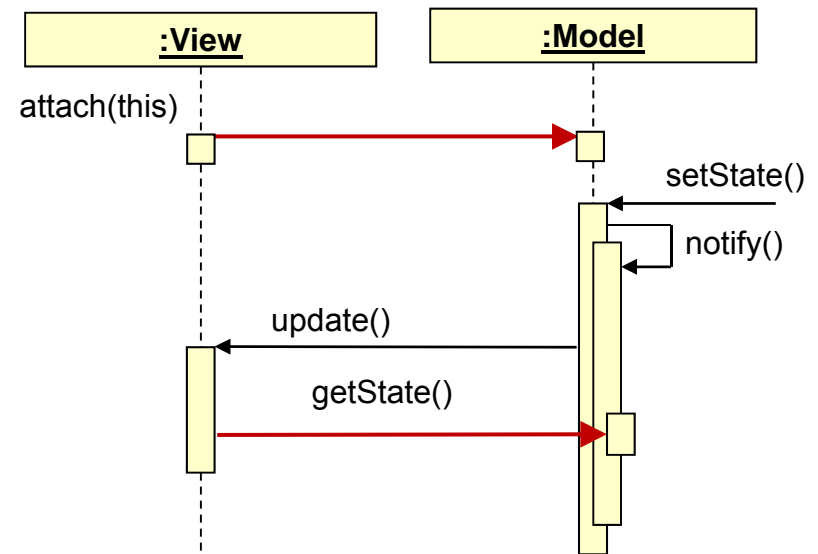 :View
:Model
attach(this)
setState()
notify()
update()
getState()